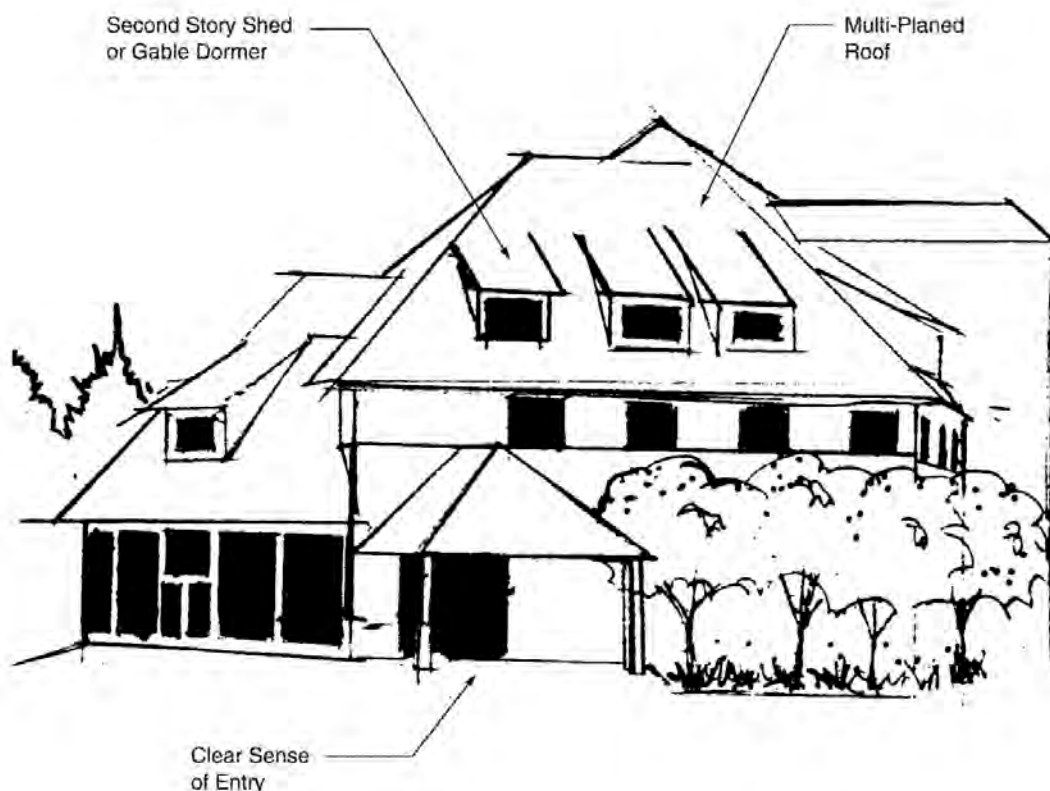 Second Story Shed
or Gable Dormer
Multi-Planed
Roof
Clear Sense
of Entry